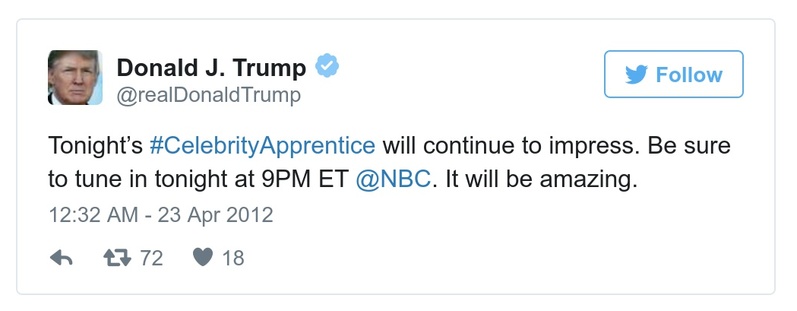 Donald J. Trump
@realDonaldTrump
Follow
Tonight’s #CelebrityApprentice will continue to impress. Be sure
to tune in tonight at 9PM ET @NBC. It will be amazing.
12:32 AM - 23 Apr 2012
72 18